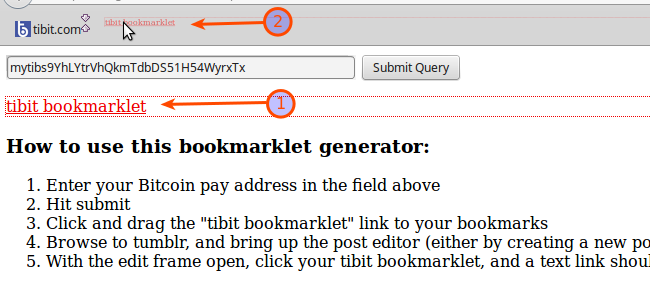 tibit.com
tibit bookmarklet
2
mytibs9YhLYtrVhQkmTdbDS51H54WyrxTx
Submit Query
tibit bookmarklet
1
How to use this bookmarklet generator:
1. Enter your Bitcoin pay address in the field above
2. Hit submit
3. Click and drag the "tibit bookmarklet" link to your bookmarks
4. Browse to tumblr, and bring up the post editor (either by creating a new po
5. With the edit frame open, click your tibit bookmarklet, and a text link shou